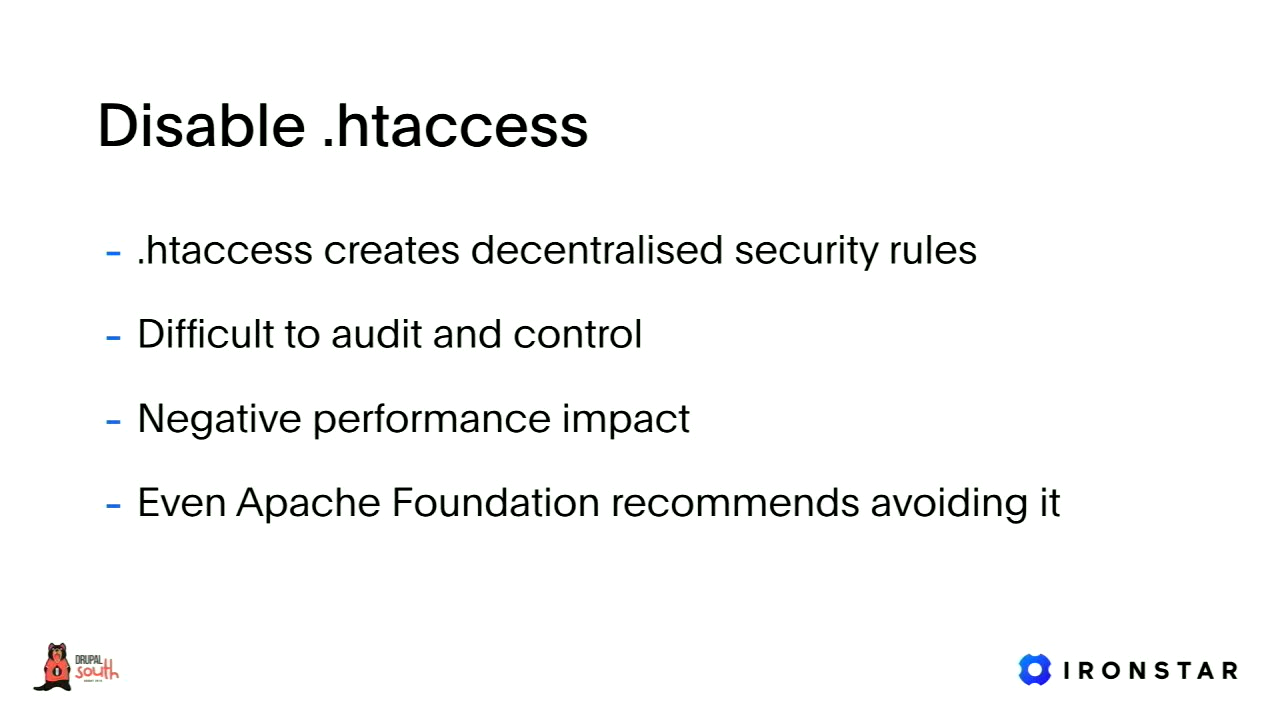 Disable .htaccess
- .htaccess creates decentralised security rules
- Difficult to audit and control
- Negative performance impact
- Even Apache Foundation recommends avoiding it
DRUPAL
south
IRONSTAR